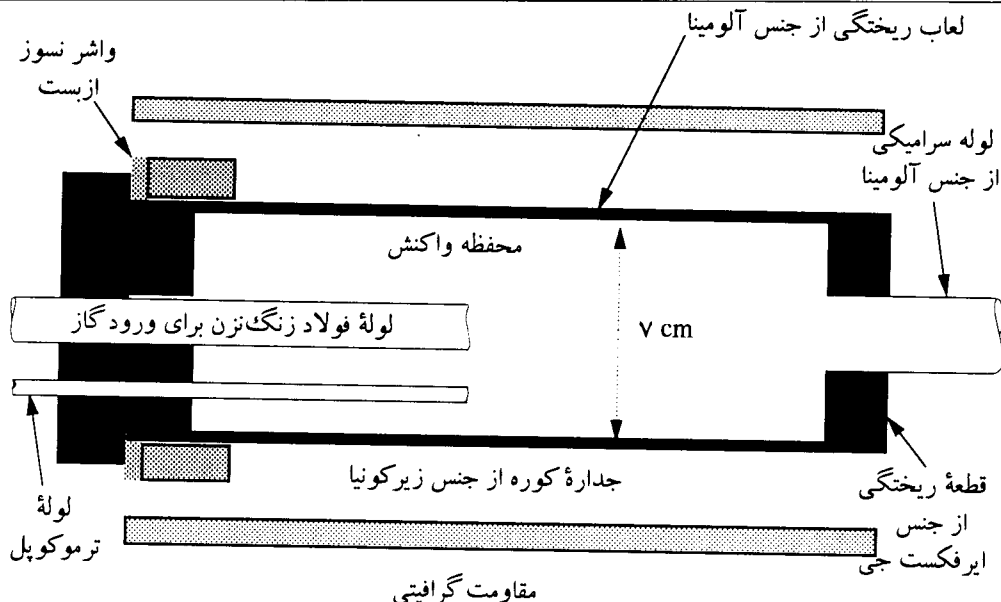 لعاب ریختگی از جنس آلومینا
واشر نسوز
ازبست
لوله سرامیکی
از جنس آلومینا
محفظه واکنش
لولهٔ فولاد زنگ‌نزن برای ورود گاز
۷ cm
جدارهٔ کوره از جنس زیرکونیا
قطعهٔ ریختگی
از جنس
ایرفکست جی
لولهٔ
ترموکوپل
مقاومت گرافیتی